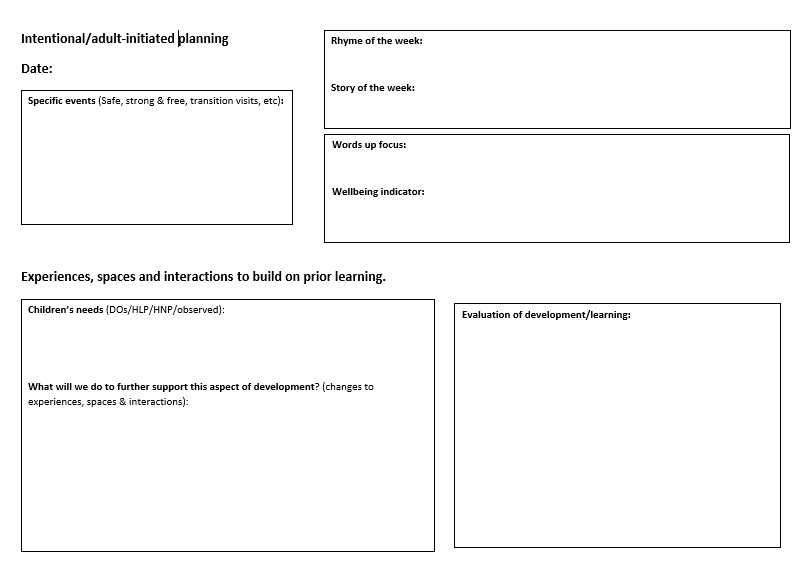 Intentional/adult-initiated planning
Date:
Specific events (Safe, strong & free, transition visits, etc):
Rhyme of the week:
Story of the week:
Words up focus:
Wellbeing indicator:
Experiences, spaces and interactions to build on prior learning.
Children’s needs (DOs/HLP/HNP/observed):
What will we do to further support this aspect of development? (changes to
experiences, spaces & interactions):
Evaluation of development/learning: